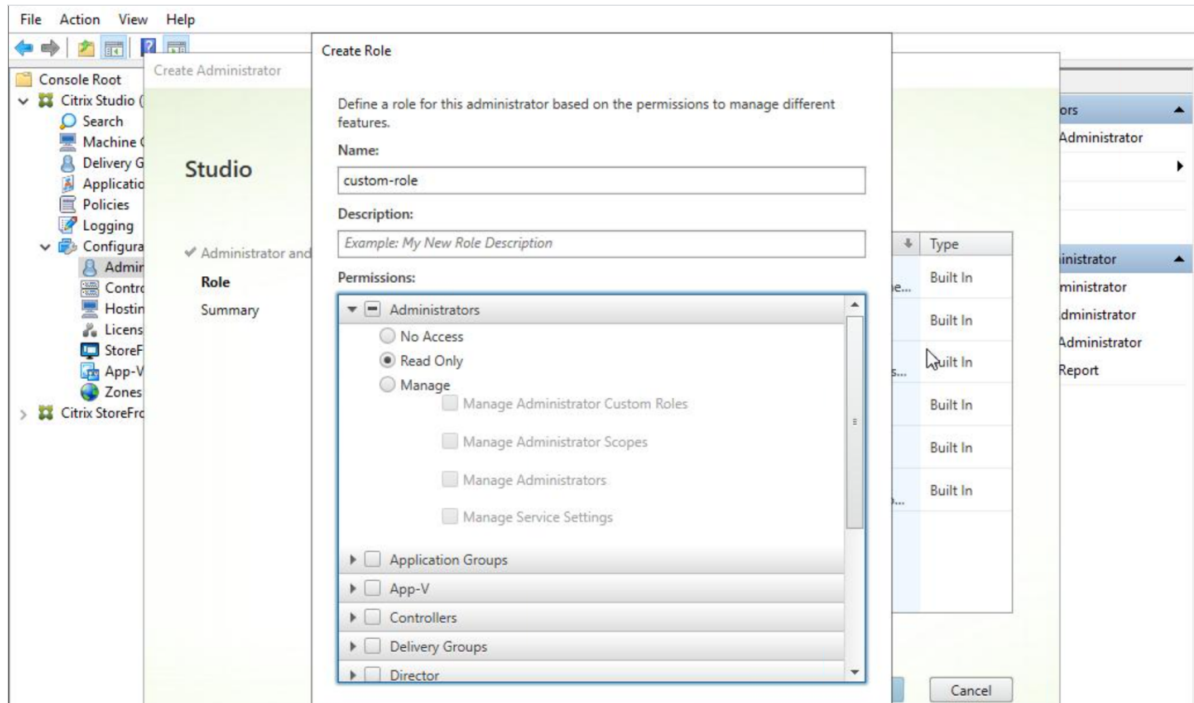 File Action View Help
Create Role
Create Administrator
Console Root
Citrix Studio (
Search
Machine
Delivery G
Applicatio
Policies
Logging
Configura
Admir
Contro
Hostin
Licens
StoreF
App-V
Zones
Citrix StoreFro
Studio
Administrator and
Role
Summary
Define a role for this administrator based on the permissions to manage different
features.
Name:
custom-role
Description:
Example: My New Role Description
Permissions:
Administrators
No Access
Read Only
Manage
Manage Administrator Custom Roles
Manage Administrator Scopes
Manage Administrators
Manage Service Settings
Application Groups
App-V
Controllers
Delivery Groups
Director
Type
Built In
Built In
Built In
Built In
Built In
Built In
Cancel
ors
Administrator
inistrator
ministrator
dministrator
Administrator
Report